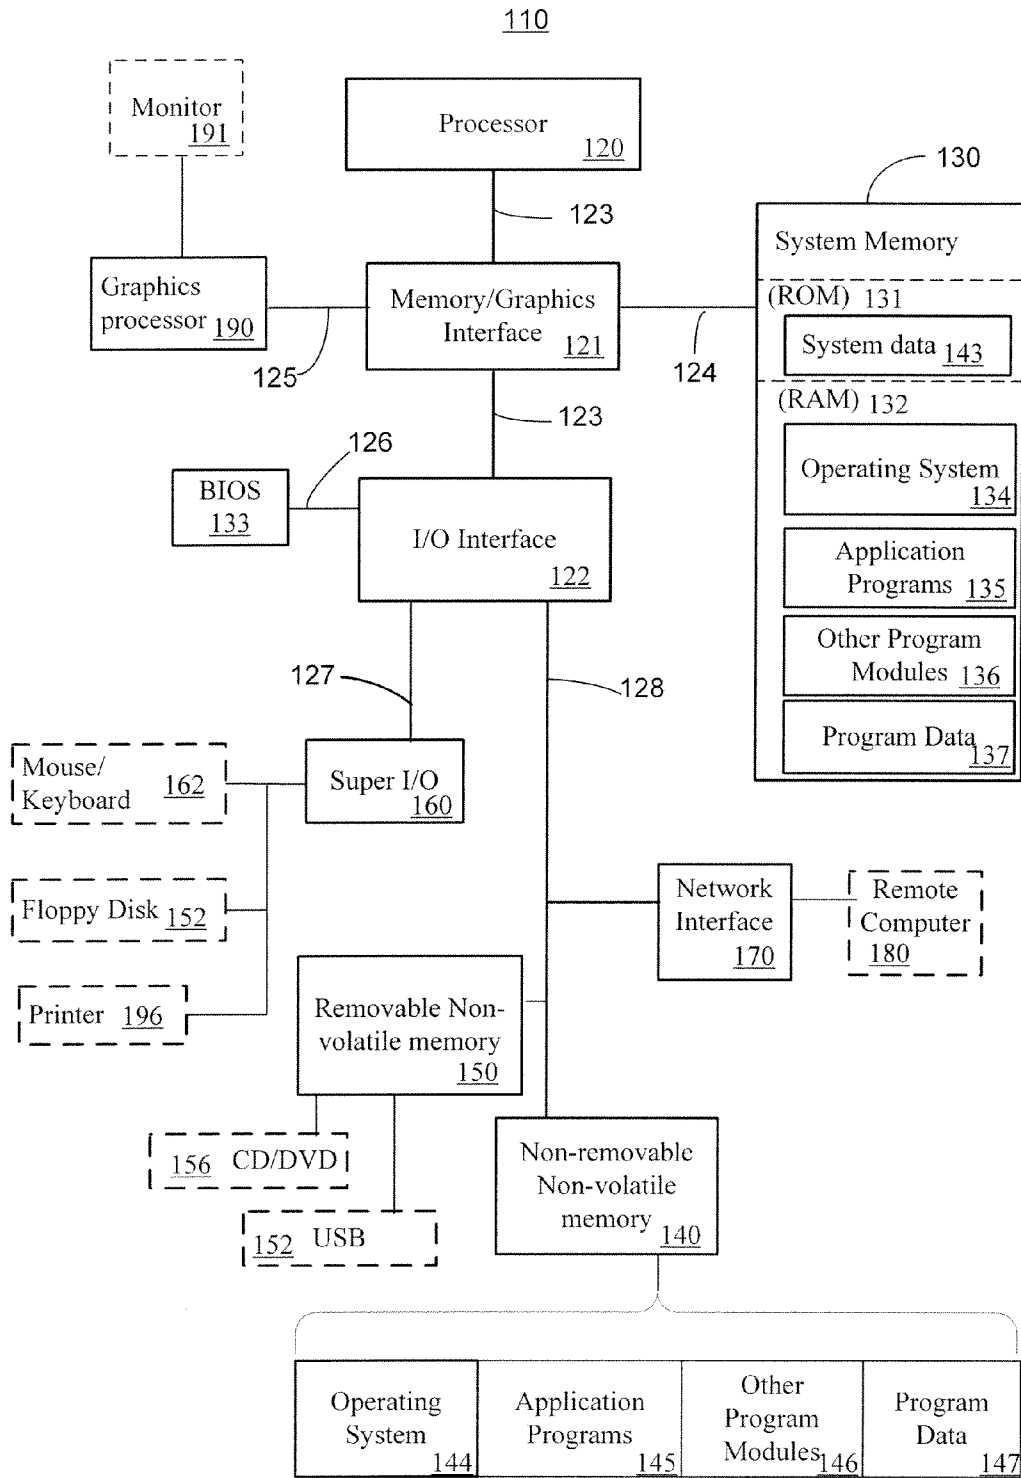 110
Monitor
191
Processor
120
123
130
System Memory
Graphics
processor 190
125
Memory/Graphics
Interface
121
124
(ROM) 131
System data 143
(RAM) 132
123
126
BIOS
133
I/O Interface
122
Operating System
134
Application
Programs 135
Other Program
Modules 136
Program Data 137
127
128
Mouse/
Keyboard 162
Super I/O
160
Floppy Disk 152
Printer 196
Network
Interface
170
Remote
Computer
180
Removable Non-
volatile memory
150
156 CD/DVD
152 USB
Non-removable
Non-volatile
memory 140
Operating
System
144
Application
Programs
145
Other
Program
Modules 146
Program
Data
147